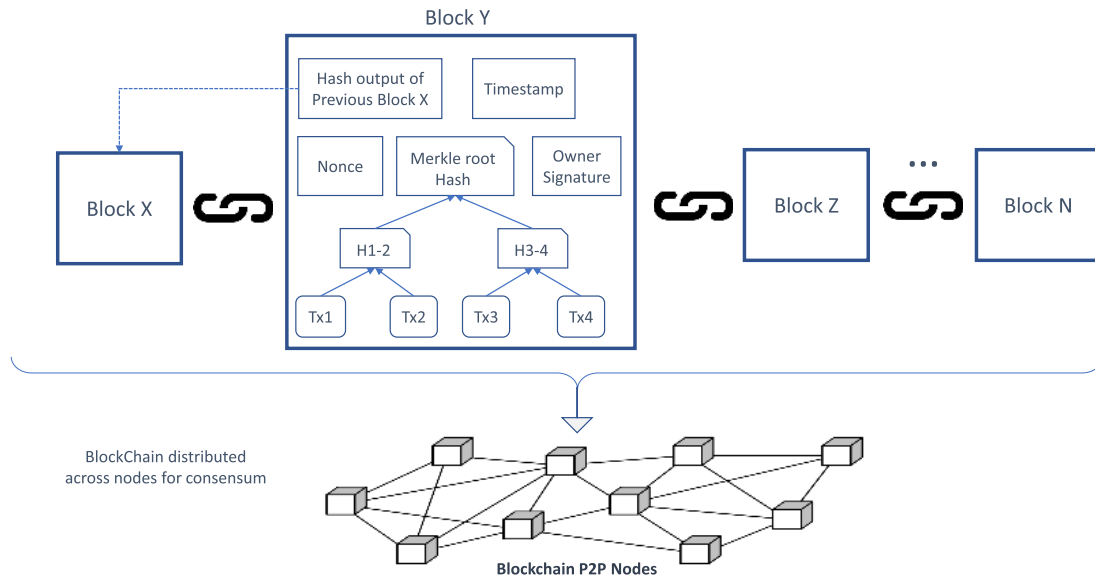 Block Y
Hash output of
Previous Block X
Timestamp
Nonce
Merkle root
Hash
Owner
Signature
Block X
Block Z
...
Block N
H1-2
H3-4
Tx1
Tx2
Tx3
Tx4
BlockChain distributed
across nodes for consensum
Blockchain P2P Nodes